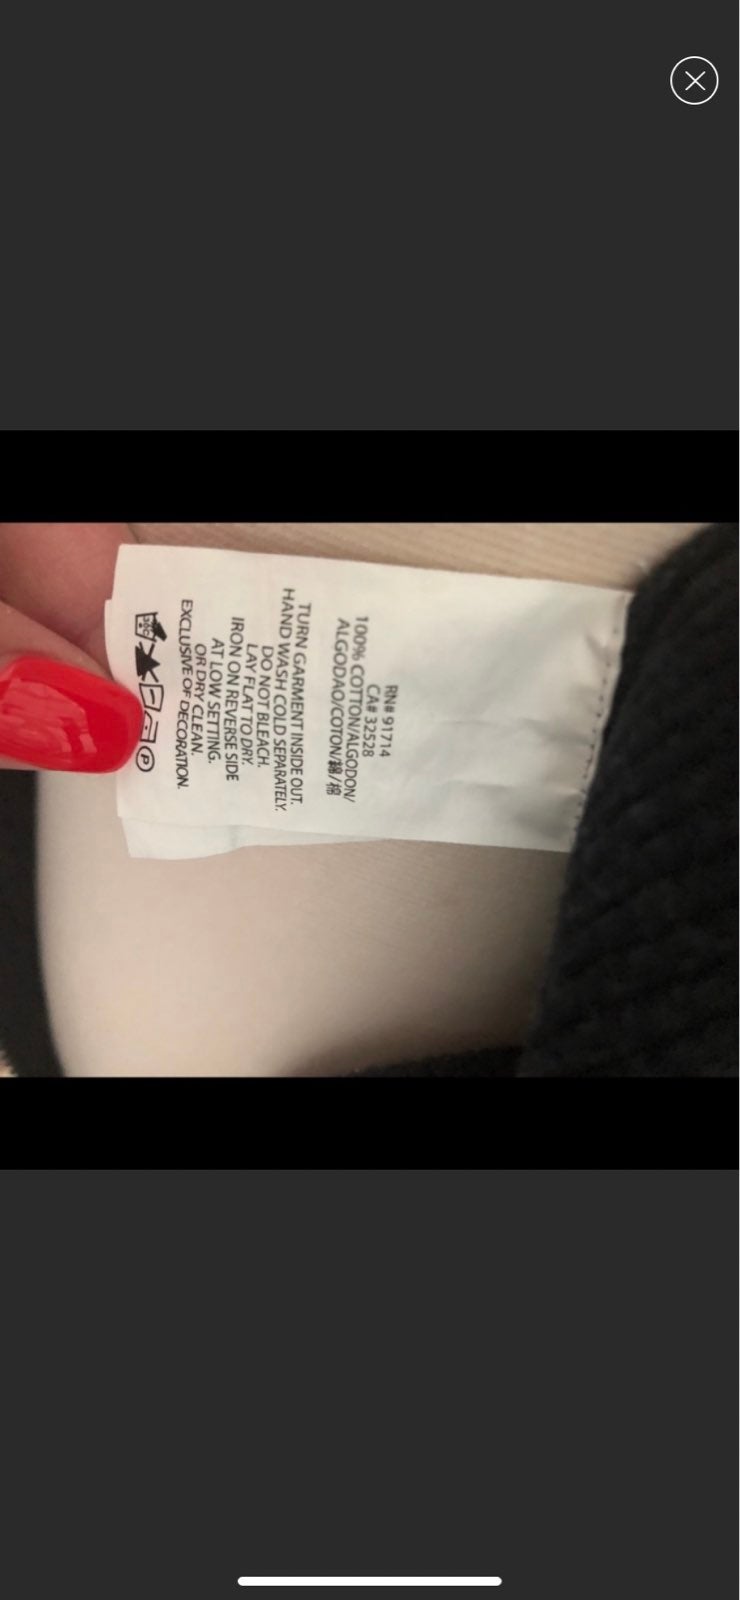 RN# 91714
CA# 32528
100% COTTON/ALGODON/
ALGODAO/COTON/綿/棉
TURN GARMENT INSIDE OUT.
HAND WASH COLD SEPARATELY.
DO NOT BLEACH.
LAY FLAT TO DRY.
IRON ON REVERSE SIDE
AT LOW SETTING.
OR DRY CLEAN.
EXCLUSIVE OF DECORATION.
P